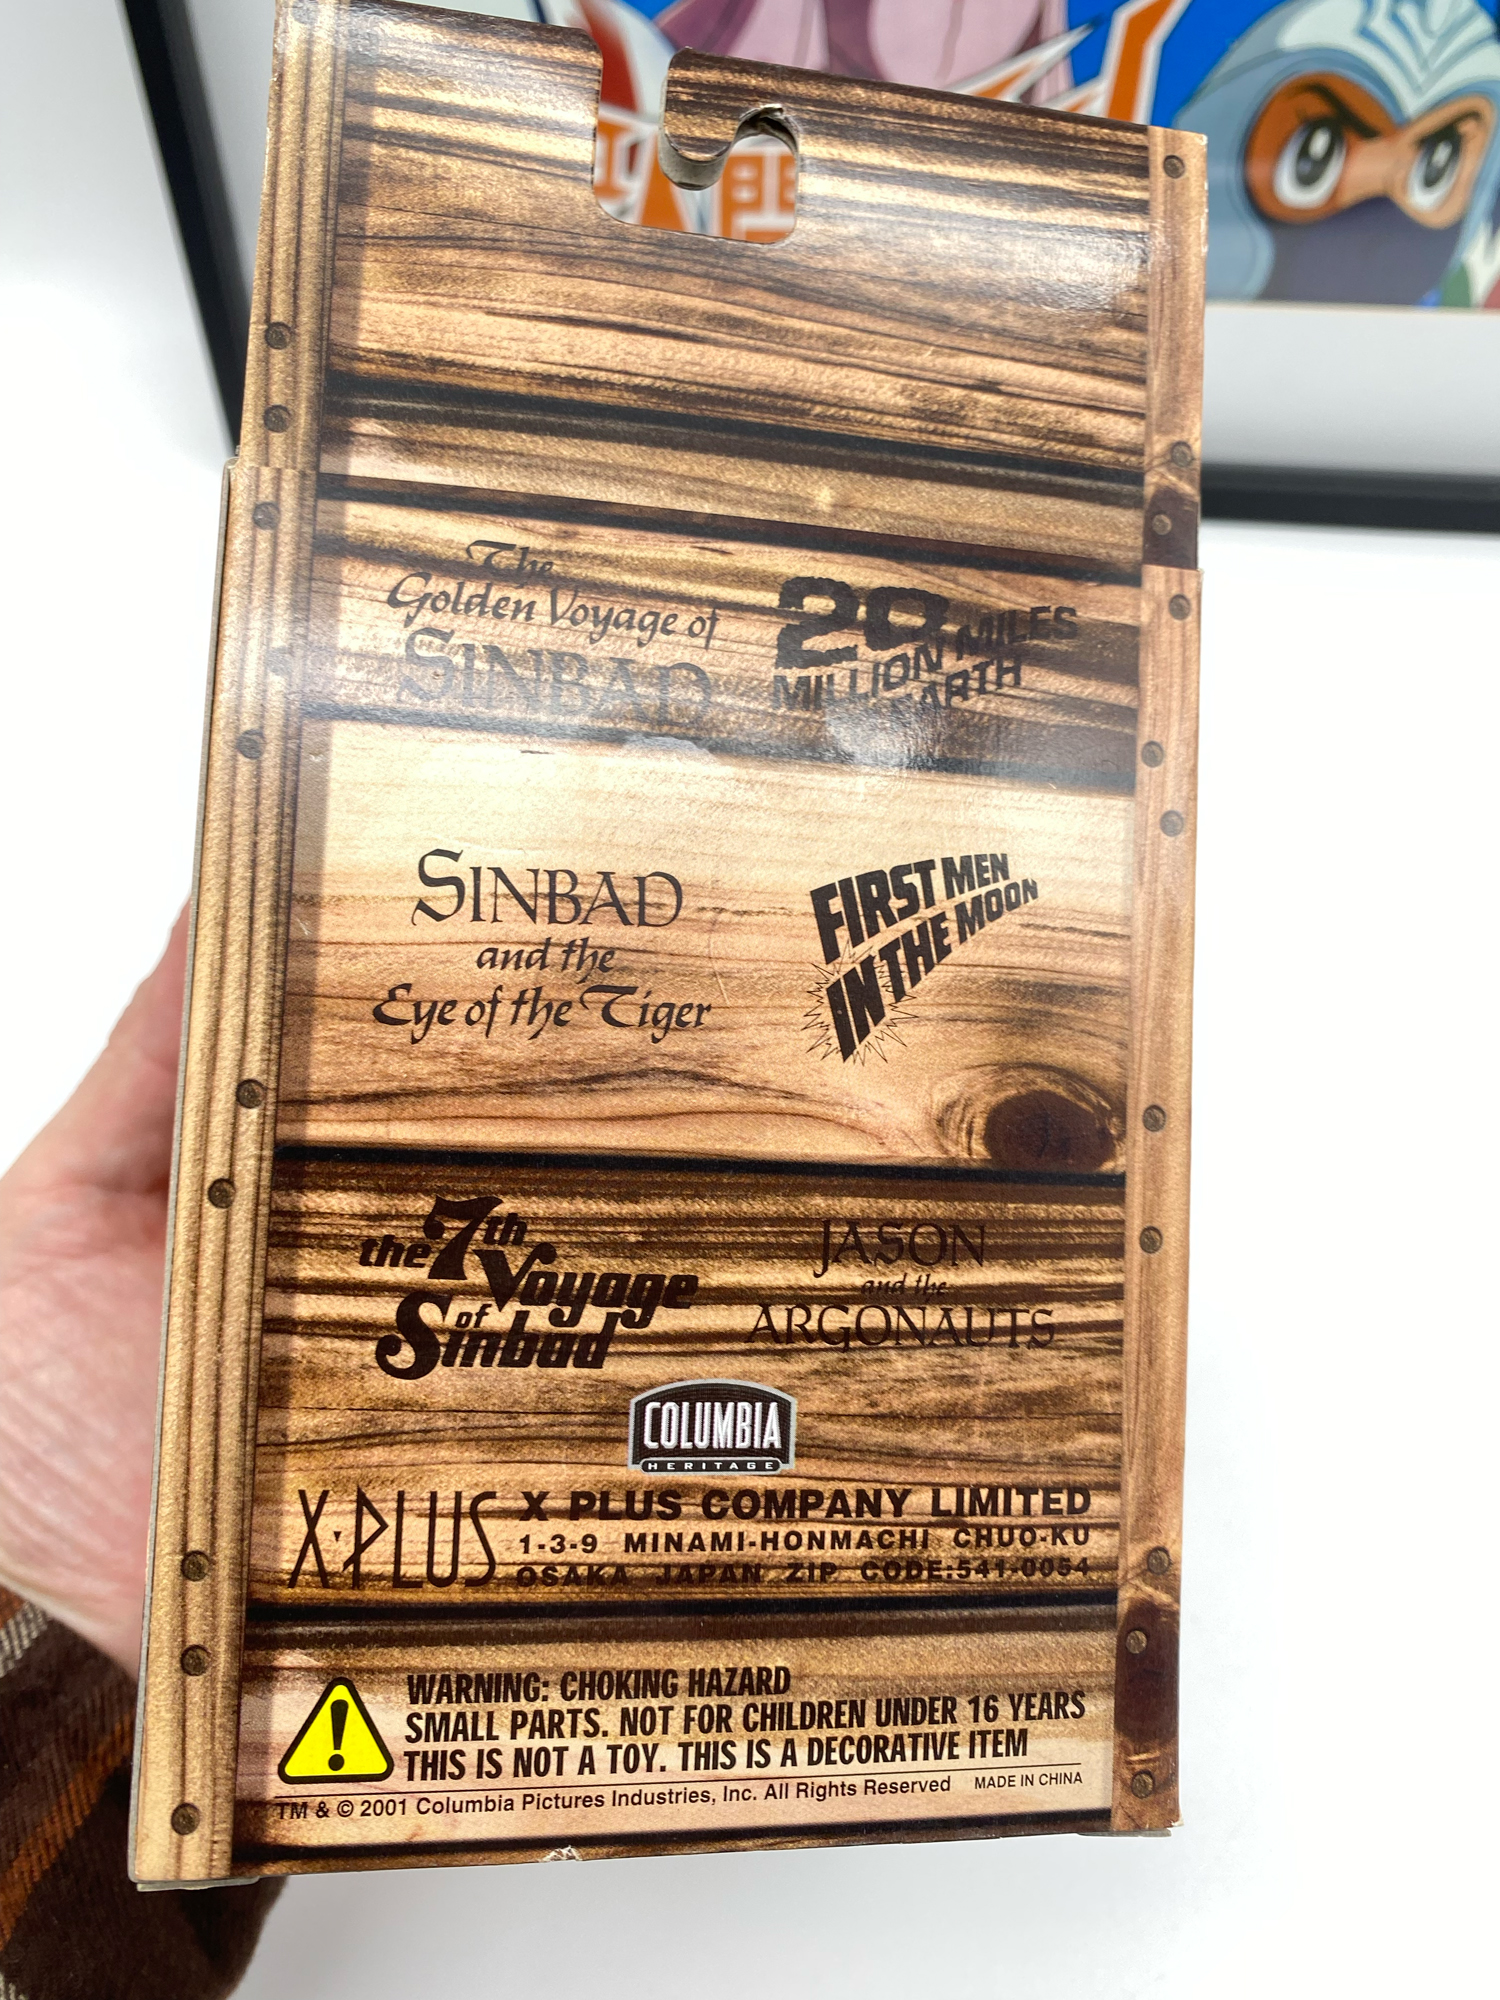 The
Golden Voyage of
SINBAD
20
MILLION MILES
EARTH
SINBAD
and the
Eye of the Tiger
FIRST MEN
IN THE MOON
the 7th
Voyage
of
Sinbad
JASON
and the
ARGONAUTS
COLUMBIA
HERITAGE
X·PLUS
X PLUS COMPANY LIMITED
1-3-9 MINAMI-HONMACHI CHUO-KU
OSAKA JAPAN ZIP CODE:541-0054
WARNING: CHOKING HAZARD
SMALL PARTS. NOT FOR CHILDREN UNDER 16 YEARS
THIS IS NOT A TOY. THIS IS A DECORATIVE ITEM
TM & © 2001 Columbia Pictures Industries, Inc. All Rights Reserved MADE IN CHINA